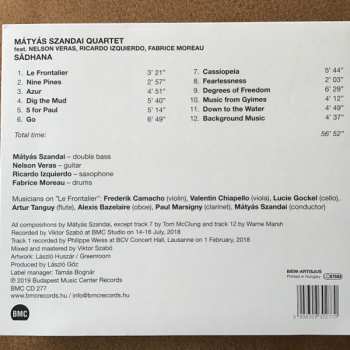 MÁTYÁS SZANDAI QUARTET
feat. NELSON VERAS, RICARDO IZQUIERDO, FABRICE MOREAU
SĀDHANA
1. Le Frontalier 3' 21"
2. Nine Pines 2' 57"
3. Azur 4' 51"
4. Dig the Mud 5' 40"
5. 5 for Paul 5' 14"
6. Go 6' 49"
7. Cassiopeia 5' 44"
8. Fearlessness 2' 03"
9. Degrees of Freedom 6' 29"
10. Music from Gyimes 4' 12"
11. Down to the Water 4' 49"
12. Background Music 4' 37"
Total time: 56' 52"
Mátyás Szandai – double bass
Nelson Veras – guitar
Ricardo Izquierdo – saxophone
Fabrice Moreau – drums
Musicians on "Le Frontalier": Frederik Camacho (violin), Valentin Chiapello (viola), Lucie Gockel (cello),
Artur Tanguy (flute), Alexis Bazelaire (oboe), Paul Marsigny (clarinet), Mátyás Szandai (conductor)
All compositions by Mátyás Szandai, except track 7 by Tom McClung and track 12 by Warne Marsh
Recorded by Viktor Szabó at BMC Studio on 14-16 July, 2018
Track 1 recorded by Philippe Weiss at BCV Concert Hall, Lausanne on 1 February, 2018
Mixed and mastered by Viktor Szabó
Artwork: László Huszár / Greenroom
Produced by László Gőz
Label manager: Tamás Bognár
℗ © 2019 Budapest Music Center Records
BMC CD 277
www.bmcrecords.hu / info@bmcrecords.hu
BMC
BIEM-ARTISJUS
Printed in Hungary